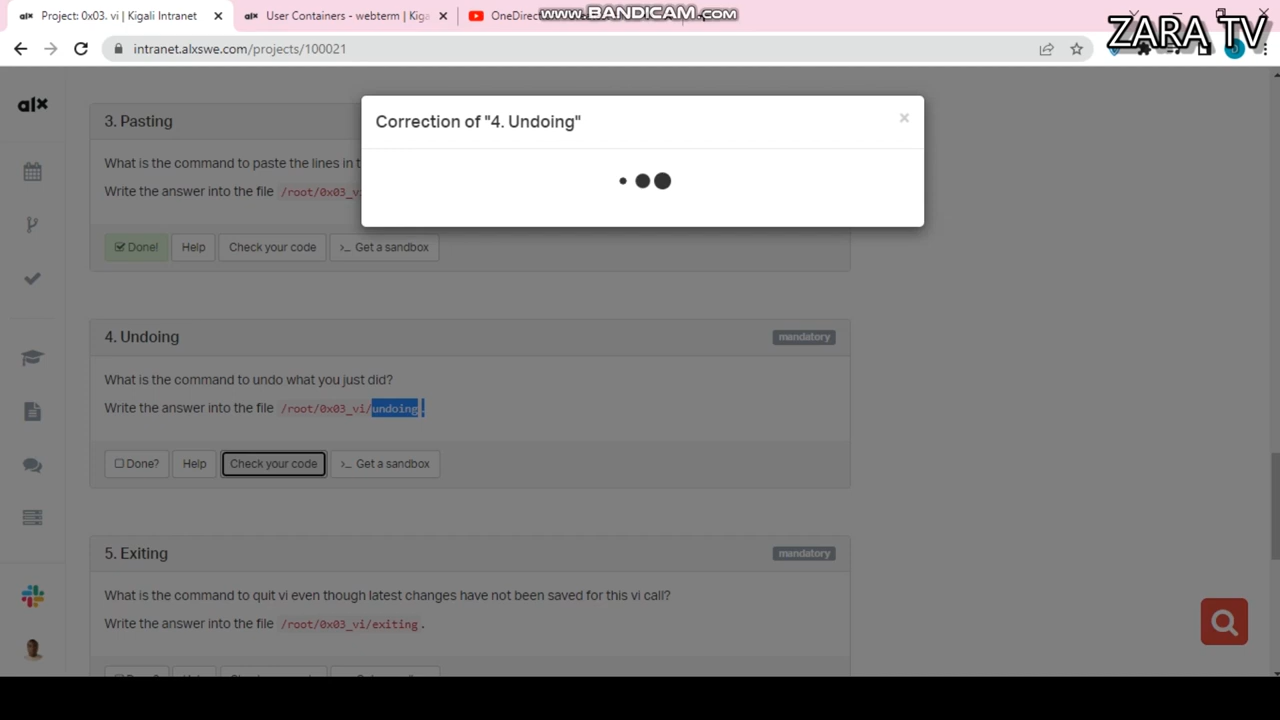 www.BANDICAM.com
ZARA TV
Project: 0x03. vi | Kigali Intranet
User Containers - webterm | Kig
OneDirec
intranet.alxswe.com/projects/100021
alx
Correction of "4. Undoing"
3. Pasting
What is the command to paste the lines in t
Write the answer into the file /root/0x03_v
Done!
Help
Check your code
>_ Get a sandbox
4. Undoing
mandatory
What is the command to undo what you just did?
Write the answer into the file /root/0x03_vi/undoing.
Done?
Help
Check your code
>_ Get a sandbox
5. Exiting
mandatory
What is the command to quit vi even though latest changes have not been saved for this vi call?
Write the answer into the file /root/0x03_vi/exiting.